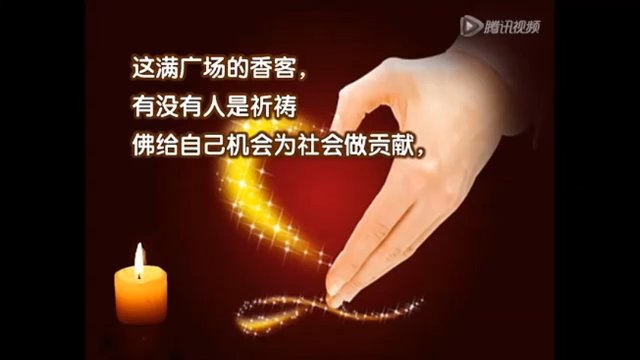 腾讯视频
这满广场的香客，
有没有人是祈祷
佛给自己机会为社会做贡献，